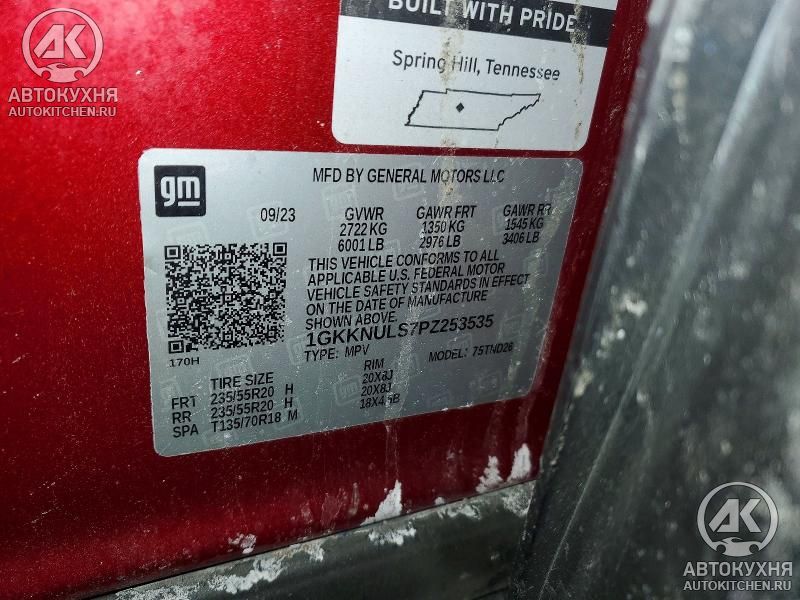 BUILT WITH PRIDE
Spring Hill, Tennessee
AK
АВТОКУХНЯ
AUTOKITCHEN.RU
gm
MFD BY GENERAL MOTORS LLC
09/23 GVWR GAWR FRT GAWR RR
2722 KG 1350 KG 1545 KG
6001 LB 2976 LB 3406 LB
THIS VEHICLE CONFORMS TO ALL
APPLICABLE U.S. FEDERAL MOTOR
VEHICLE SAFETY STANDARDS IN EFFECT
ON THE DATE OF MANUFACTURE
SHOWN ABOVE.
1GKKNULS7PZ253535
170H TYPE: MPV MODEL: 75TND26
TIRE SIZE RIM
FRT 235/55R20 H 20X8J
RR 235/55R20 H 20X8J
SPA T135/70R18 M 18X4.5B
AK
АВТОКУХНЯ
AUTOKITCHEN.RU